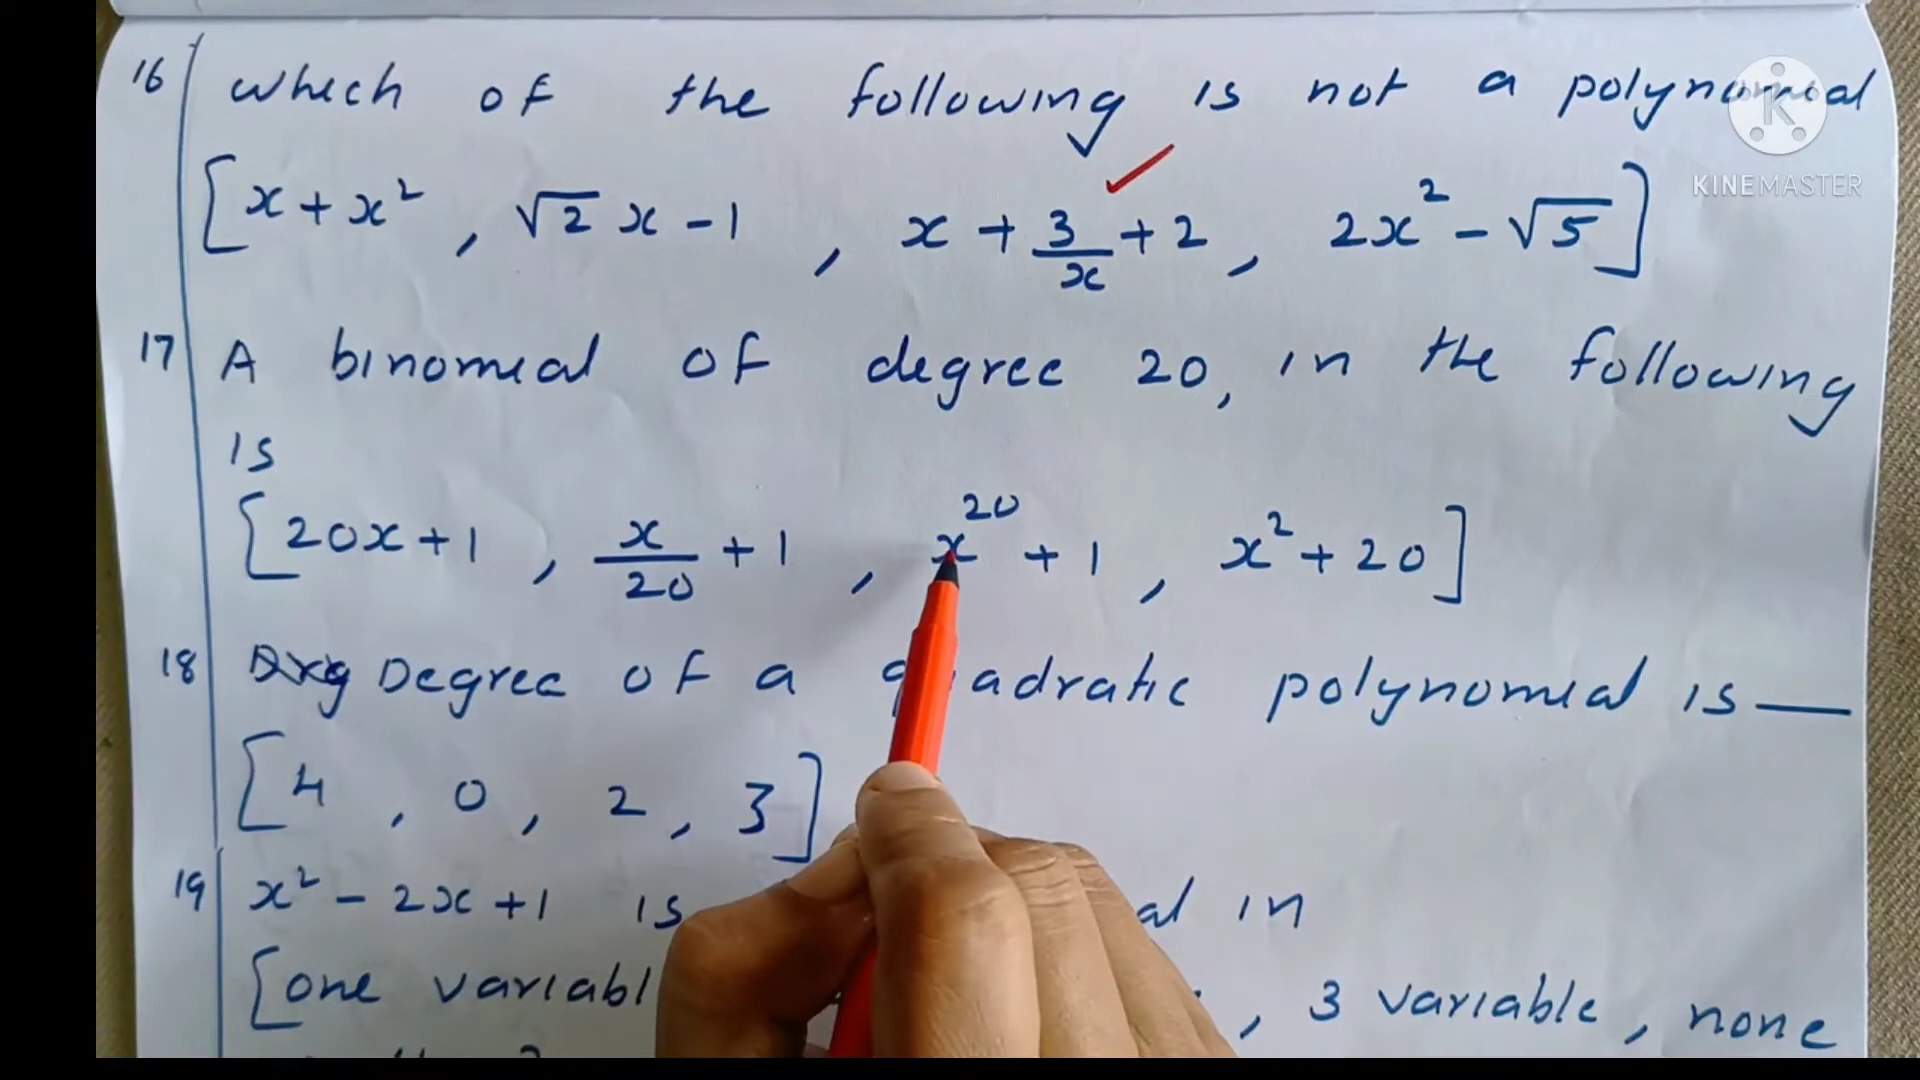 16 which of the following is not a polynomial
[x + x², √2 x - 1, x + 3/x + 2, 2x² - √5]
17 A binomial of degree 20, in the following
is
[20x + 1, x/20 + 1, x²⁰ + 1, x² + 20]
18 Degree of a quadratic polynomial is __
[4, 0, 2, 3]
19 x² - 2x + 1 is al in
[one variabl , 3 variable, none
KINEMASTER